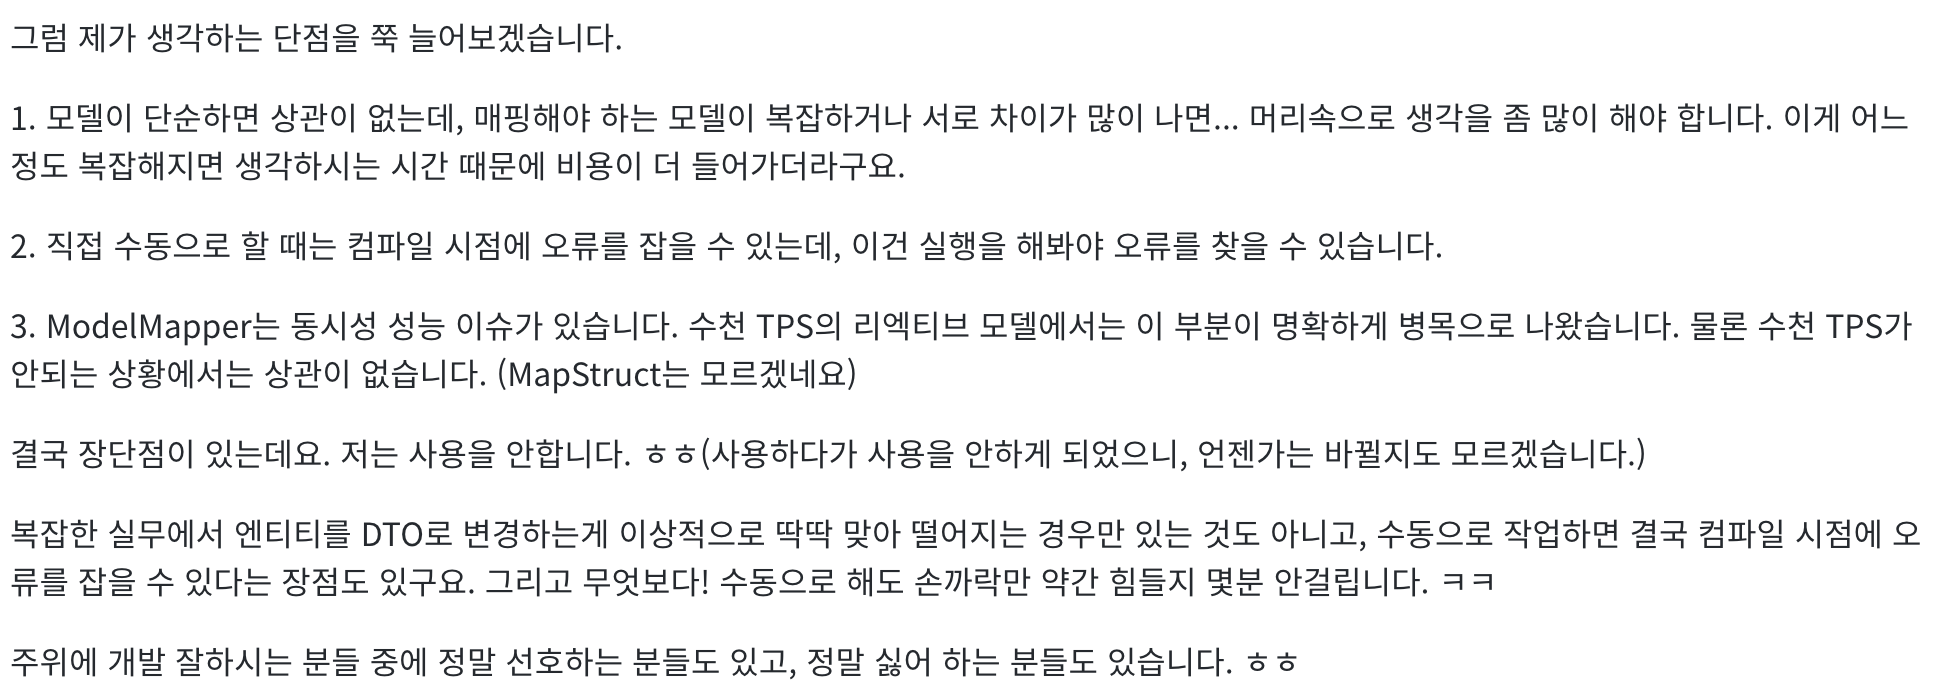 그럼 제가 생각하는 단점을 쭉 늘어보겠습니다.
1. 모델이 단순하면 상관이 없는데, 매핑해야 하는 모델이 복잡하거나 서로 차이가 많이 나면... 머리속으로 생각을 좀 많이 해야 합니다. 이게 어느
정도 복잡해지면 생각하시는 시간 때문에 비용이 더 들어가더라구요.
2. 직접 수동으로 할 때는 컴파일 시점에 오류를 잡을 수 있는데, 이건 실행을 해봐야 오류를 찾을 수 있습니다.
3. ModelMapper는 동시성 성능 이슈가 있습니다. 수천 TPS의 리엑티브 모델에서는 이 부분이 명확하게 병목으로 나왔습니다. 물론 수천 TPS가
안되는 상황에서는 상관이 없습니다. (MapStruct는 모르겠네요)
결국 장단점이 있는데요. 저는 사용을 안합니다. ㅎㅎ(사용하다가 사용을 안하게 되었으니, 언젠가는 바뀔지도 모르겠습니다.)
복잡한 실무에서 엔티티를 DTO로 변경하는게 이상적으로 딱딱 맞아 떨어지는 경우만 있는 것도 아니고, 수동으로 작업하면 결국 컴파일 시점에 오
류를 잡을 수 있다는 장점도 있구요. 그리고 무엇보다! 수동으로 해도 손까락만 약간 힘들지 몇분 안걸립니다. ㅋㅋ
주위에 개발 잘하시는 분들 중에 정말 선호하는 분들도 있고, 정말 싫어 하는 분들도 있습니다. ㅎㅎ